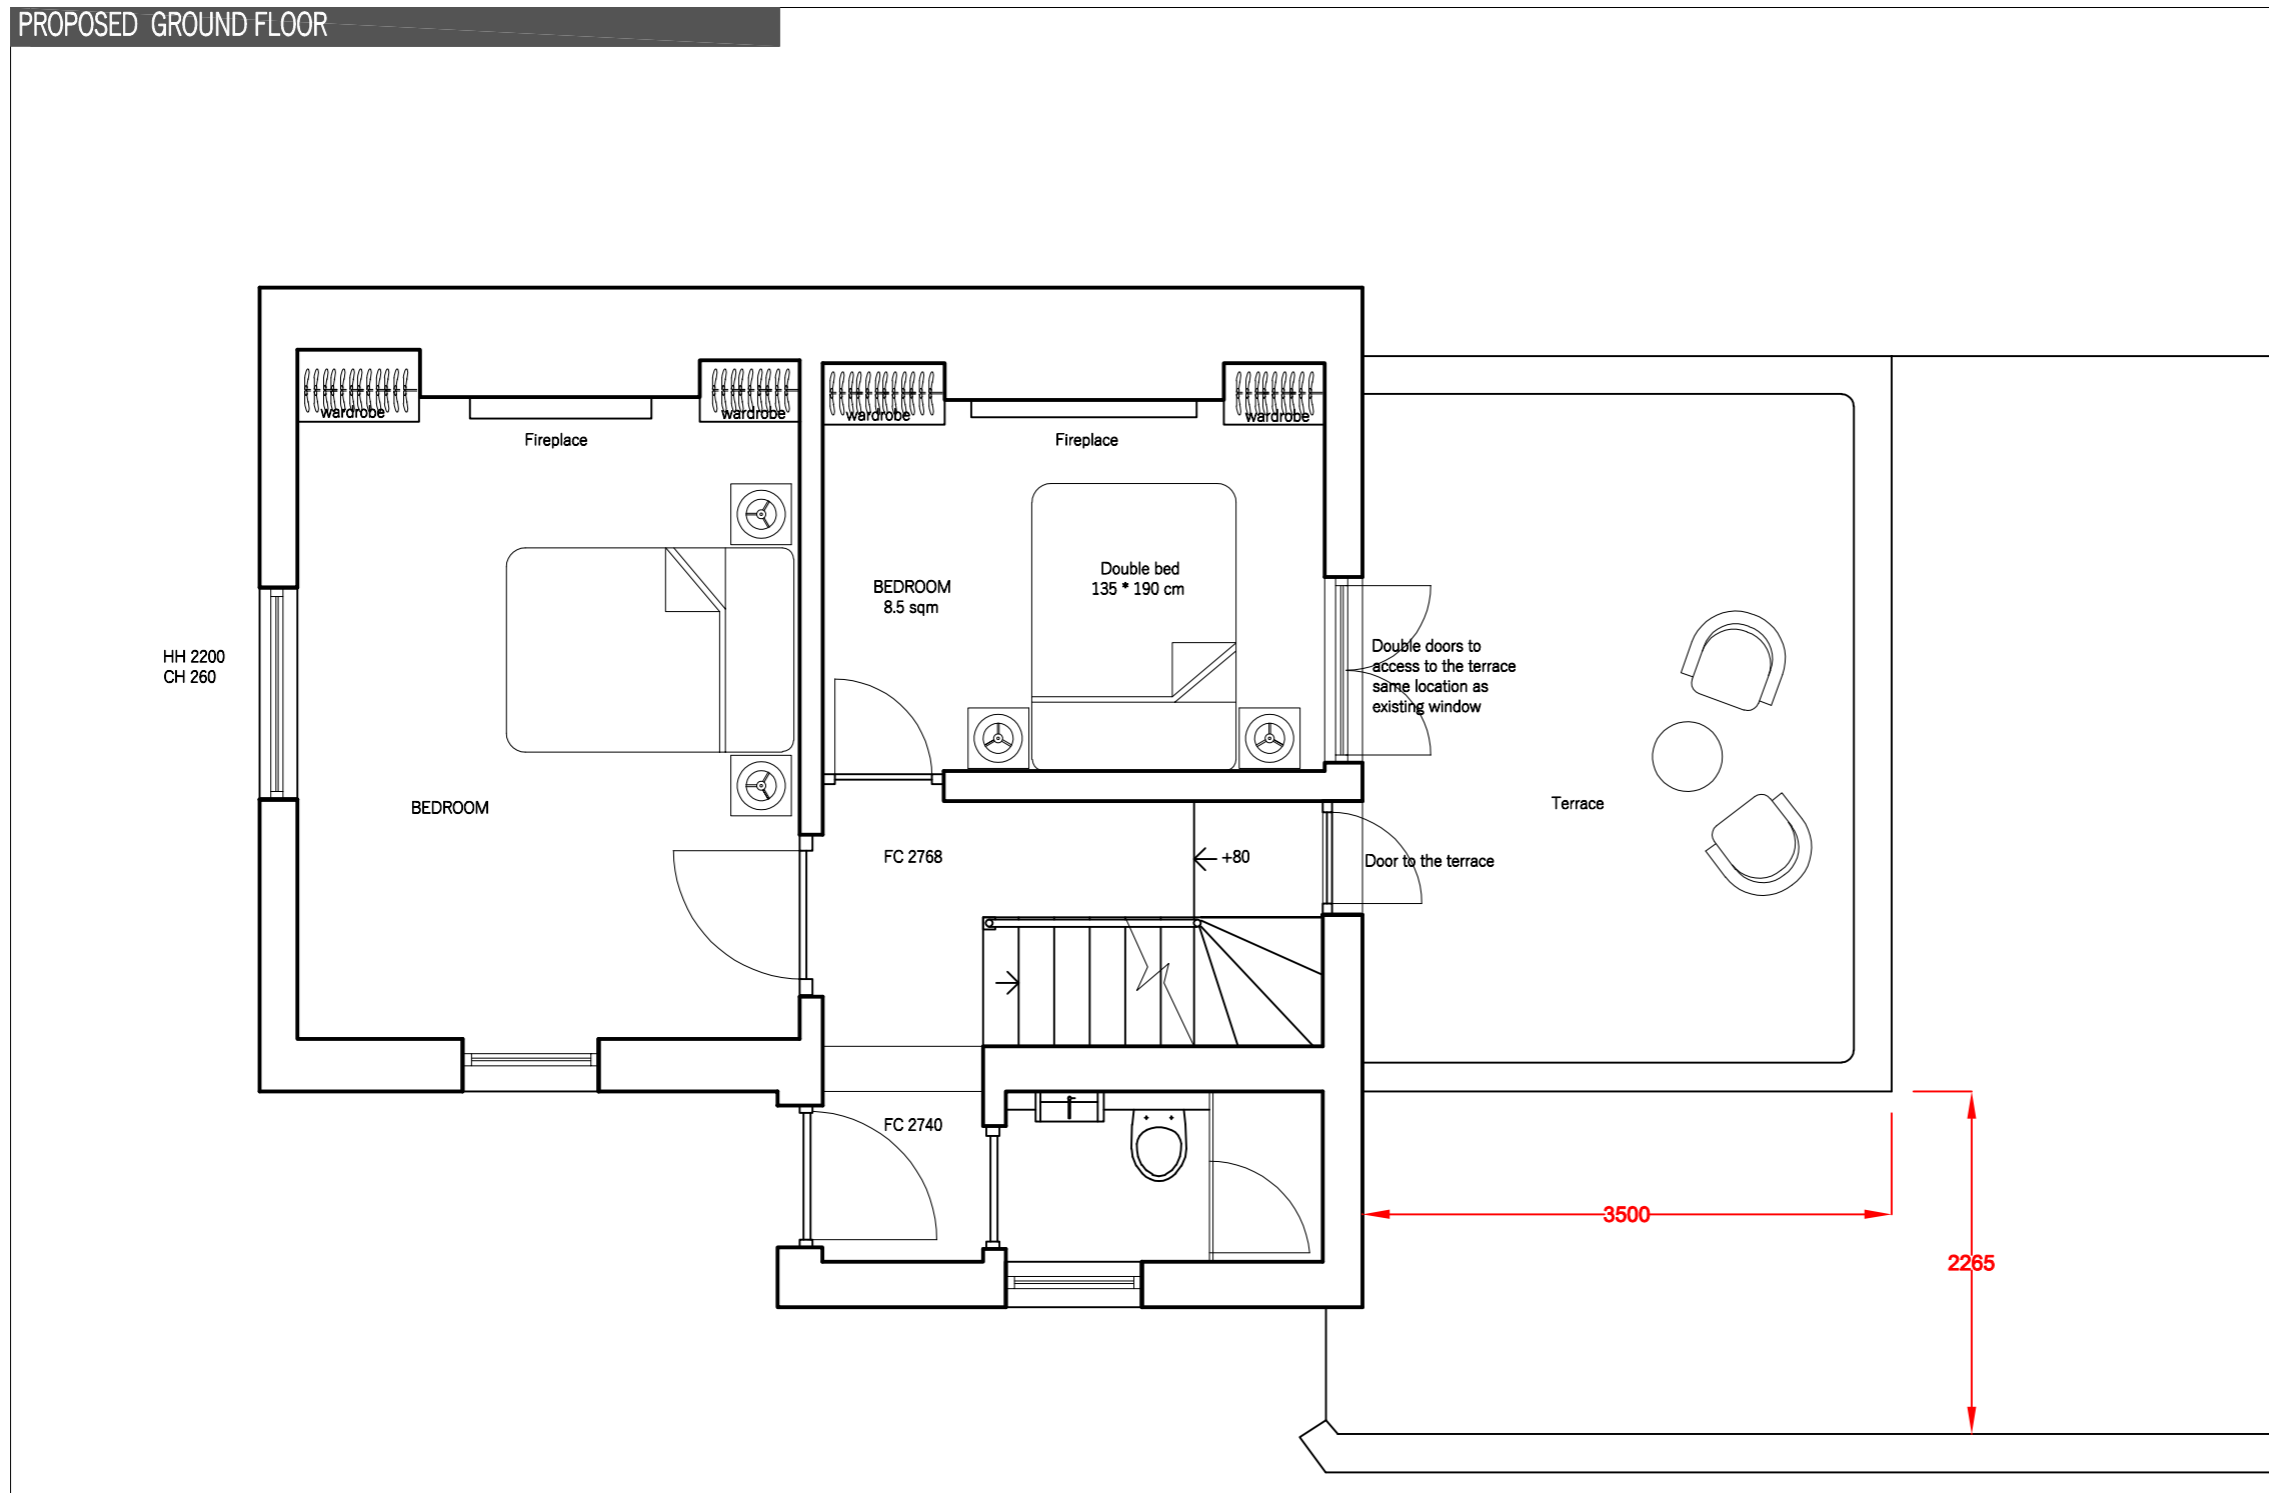 PROPOSED GROUND FLOOR
wardrobe
wardrobe
wardrobe
wardrobe
Fireplace
Fireplace
Double bed
135 * 190 cm
BEDROOM
8.5 sqm
HH 2200
CH 260
Double doors to
access to the terrace
same location as
existing window
BEDROOM
Terrace
FC 2768
+80
Door to the terrace
FC 2740
3500
2265